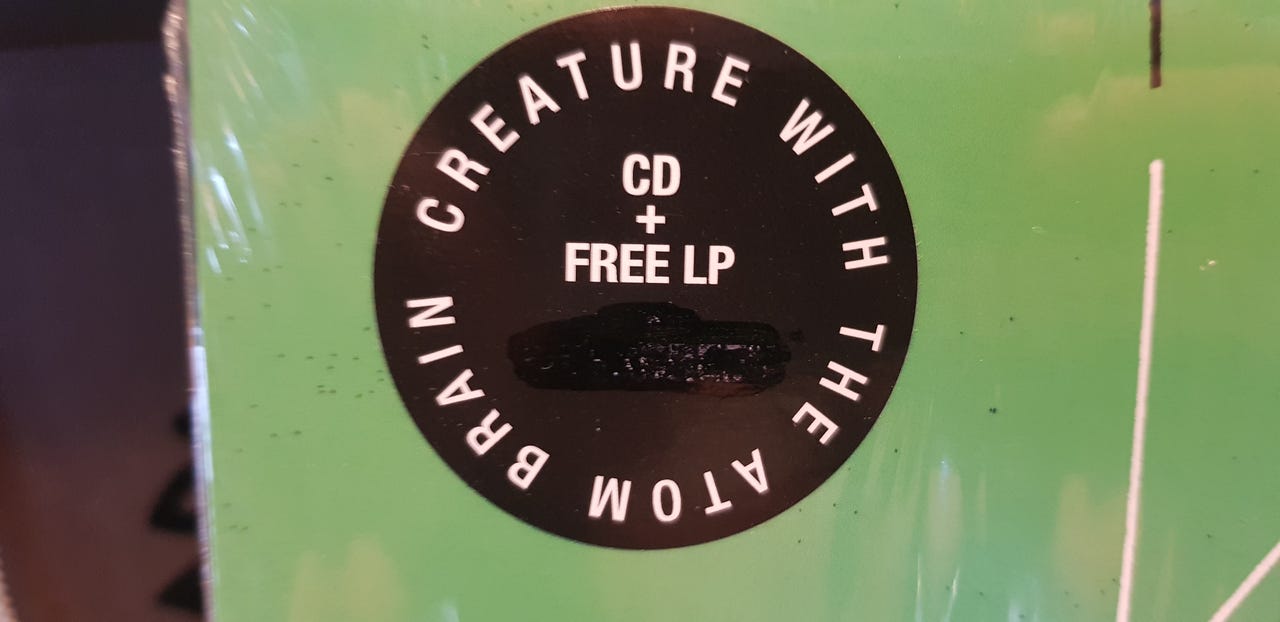 CREATURE WITH THE ATOM BRAIN
CD
+
FREE LP